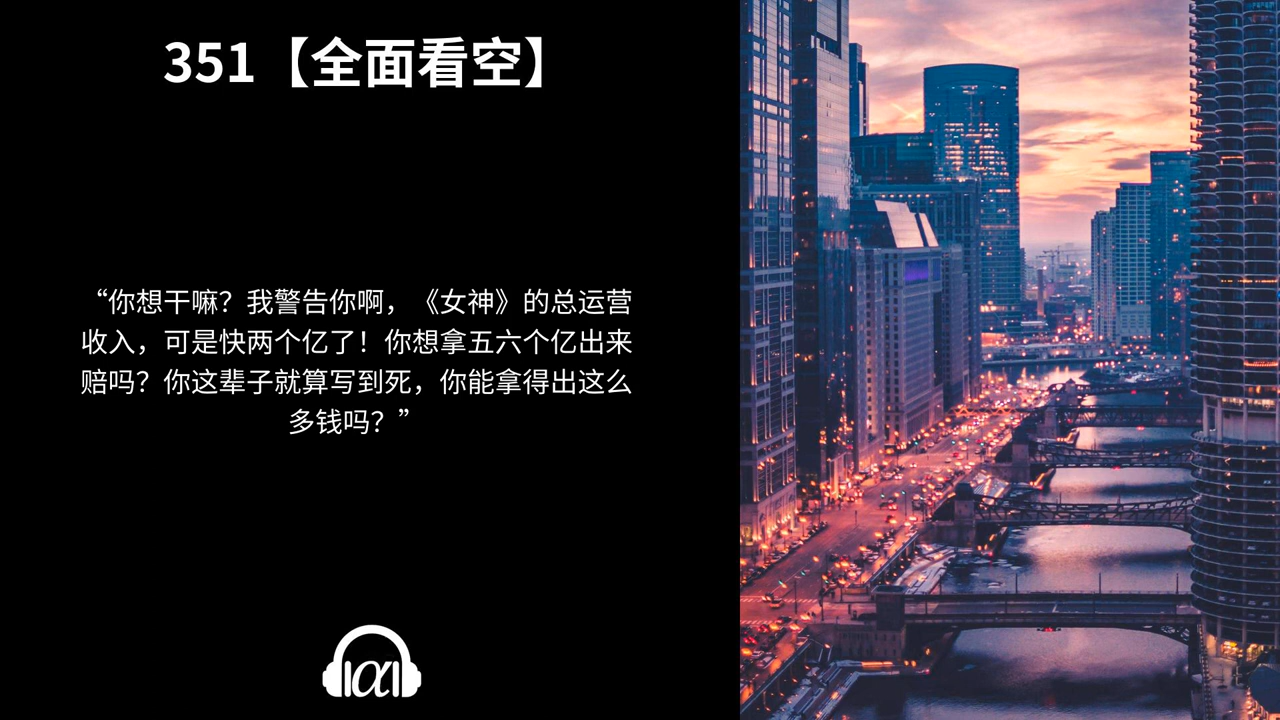 351【全面看空】
“你想干嘛？我警告你啊，《女神》的总运营
收入，可是快两个亿了！你想拿五六个亿出来
赔吗？你这辈子就算写到死，你能拿得出这么
多钱吗？”
α